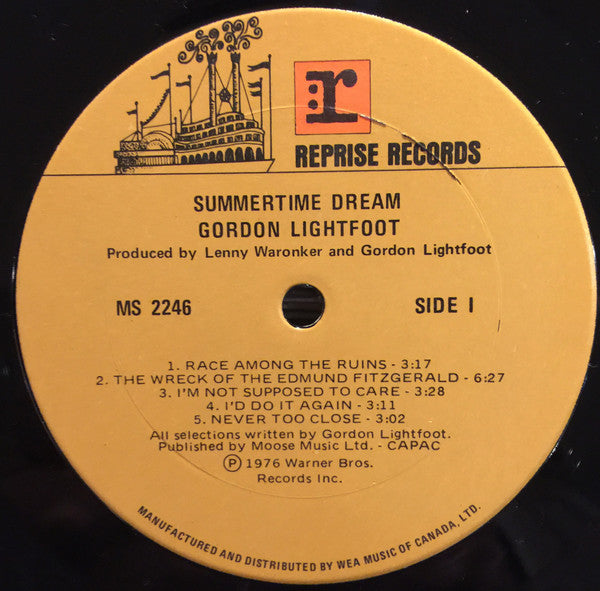 r
REPRISE RECORDS
SUMMERTIME DREAM
GORDON LIGHTFOOT
Produced by Lenny Waronker and Gordon Lightfoot
MS 2246 SIDE I
1. RACE AMONG THE RUINS - 3:17
2. THE WRECK OF THE EDMUND FITZGERALD - 6:27
3. I'M NOT SUPPOSED TO CARE - 3:28
4. I'D DO IT AGAIN - 3:11
5. NEVER TOO CLOSE - 3:02
All selections written by Gordon Lightfoot.
Published by Moose Music Ltd. - CAPAC
Ⓟ 1976 Warner Bros.
Records Inc.
MANUFACTURED AND DISTRIBUTED BY WEA MUSIC OF CANADA, LTD.